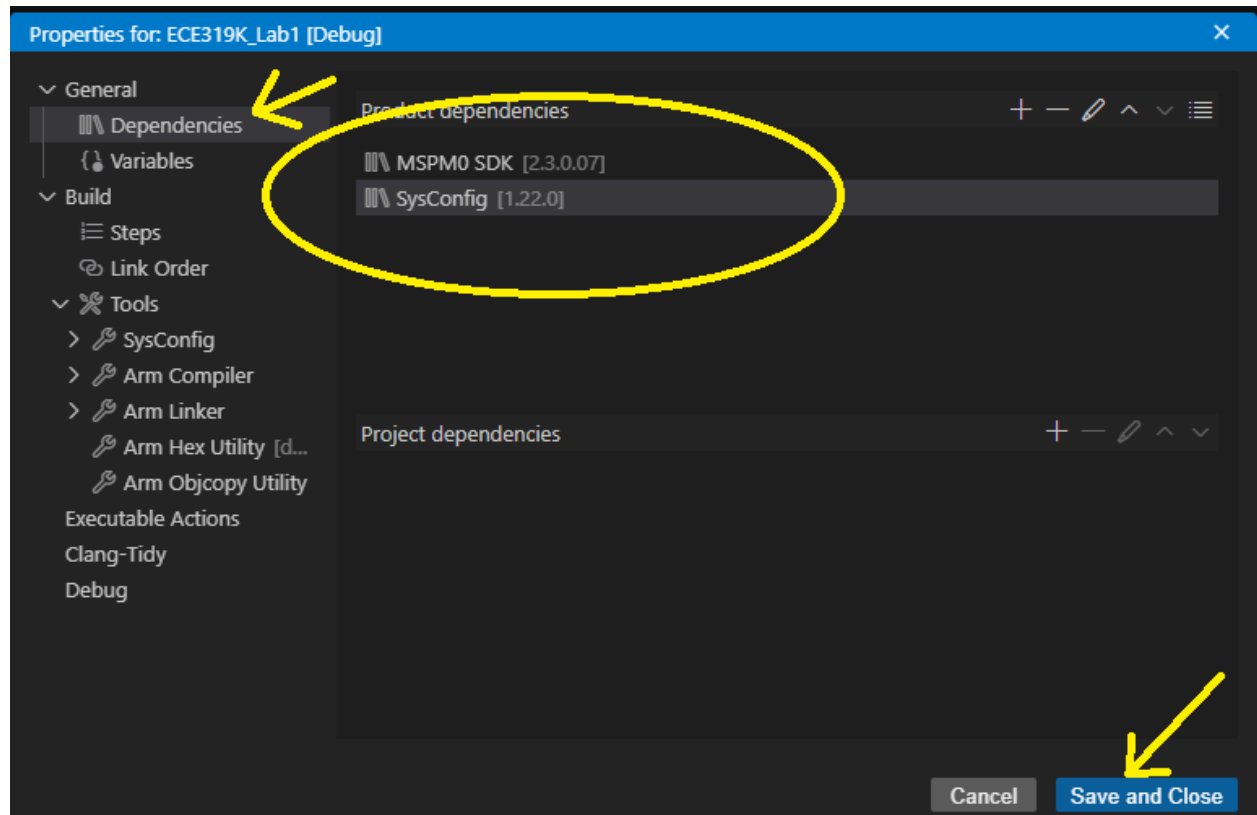 Properties for: ECE319K_Lab1 [Debug]
General
Dependencies
Variables
Build
Steps
Link Order
Tools
SysConfig
Arm Compiler
Arm Linker
Arm Hex Utility [d...
Arm Objcopy Utility
Executable Actions
Clang-Tidy
Debug
Product dependencies
MSPM0 SDK [2.3.0.07]
SysConfig [1.22.0]
Project dependencies
Cancel
Save and Close